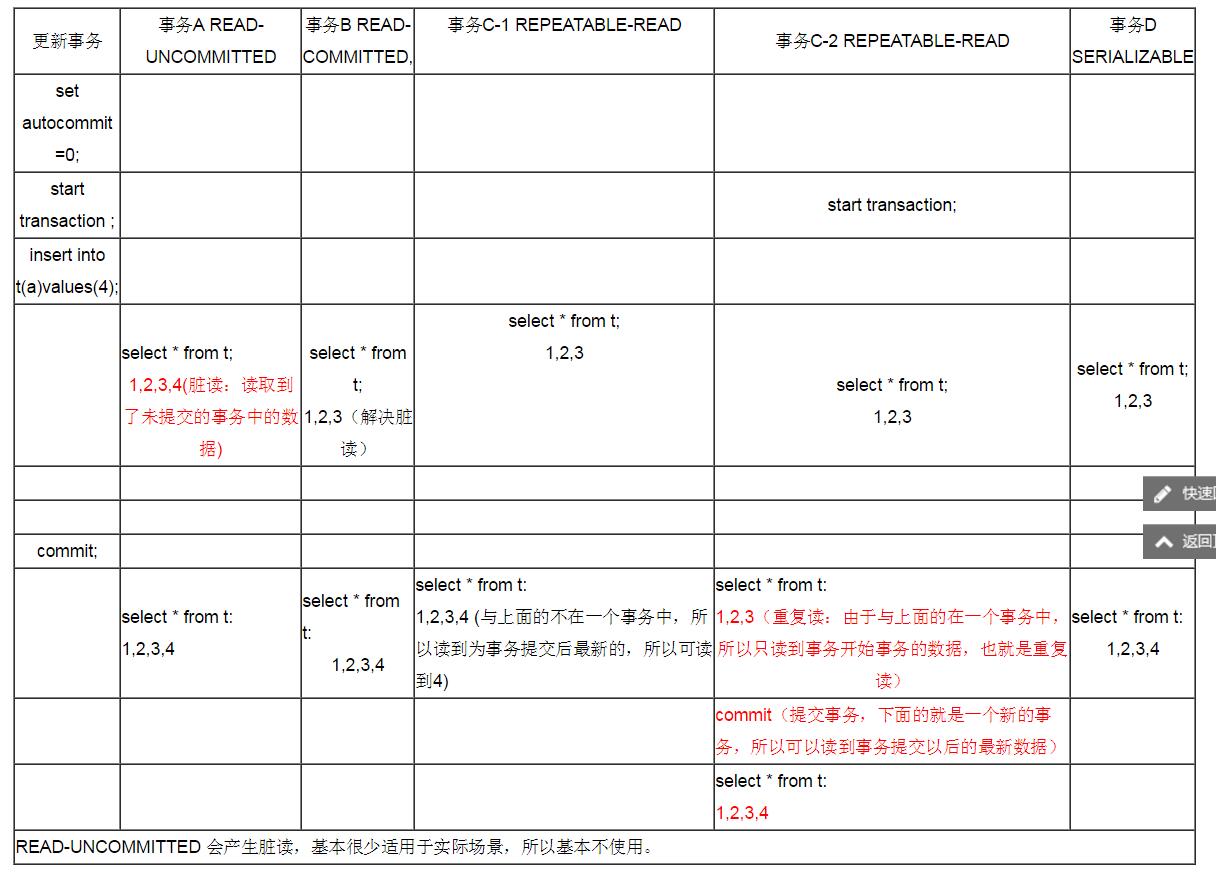 更新事务
事务A READ-
UNCOMMITTED
事务B READ-
COMMITTED,
事务C-1 REPEATABLE-READ
事务C-2 REPEATABLE-READ
事务D
SERIALIZABLE
set
autocommit
=0;
start
transaction ;
start transaction;
insert into
t(a)values(4);
select * from t;
1,2,3,4(脏读：读取到
了未提交的事务中的数
据)
select * from
t;
1,2,3（解决脏
读）
select * from t;
1,2,3
select * from t;
1,2,3
select * from t;
1,2,3
快速
commit;
返回
select * from t:
1,2,3,4
select * from
t:
1,2,3,4
select * from t:
1,2,3,4 (与上面的不在一个事务中，所
以读到为事务提交后最新的，所以可读
到4)
select * from t:
1,2,3（重复读：由于与上面的在一个事务中，
所以只读到事务开始事务的数据，也就是重复
读）
select * from t:
1,2,3,4
commit（提交事务，下面的就是一个新的事
务，所以可以读到事务提交以后的最新数据）
select * from t:
1,2,3,4
READ-UNCOMMITTED 会产生脏读，基本很少适用于实际场景，所以基本不使用。